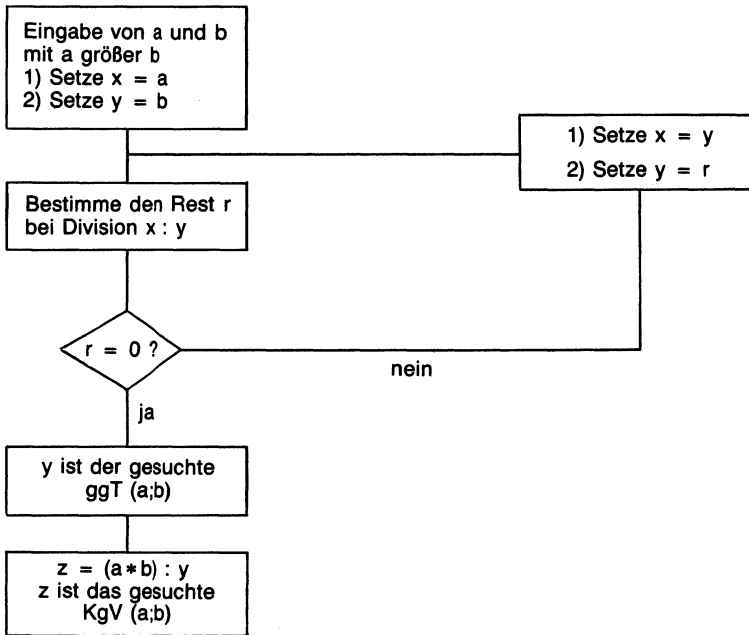 Eingabe von a und b
mit a größer b
1) Setze x = a
2) Setze y = b
1) Setze x = y
2) Setze y = r
Bestimme den Rest r
bei Division x : y
r = 0 ?
nein
ja
y ist der gesuchte
ggT (a;b)
z = (a*b) : y
z ist das gesuchte
KgV (a;b)